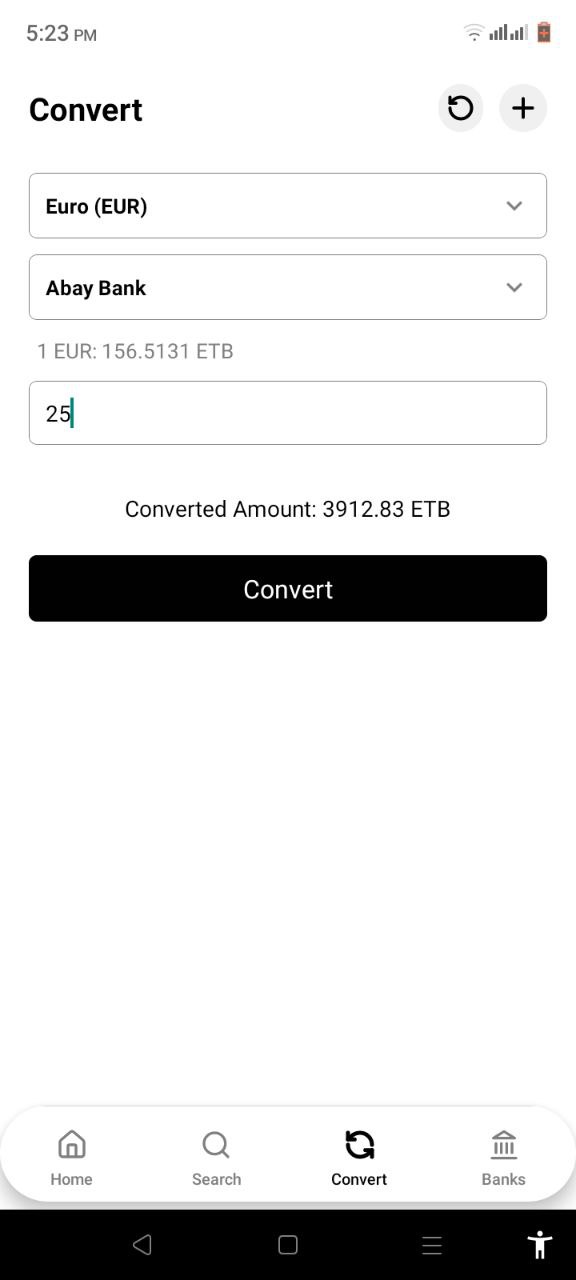 5:23 PM
Convert
Euro (EUR)
Abay Bank
1 EUR: 156.5131 ETB
25
Converted Amount: 3912.83 ETB
Convert
Home Search Convert Banks